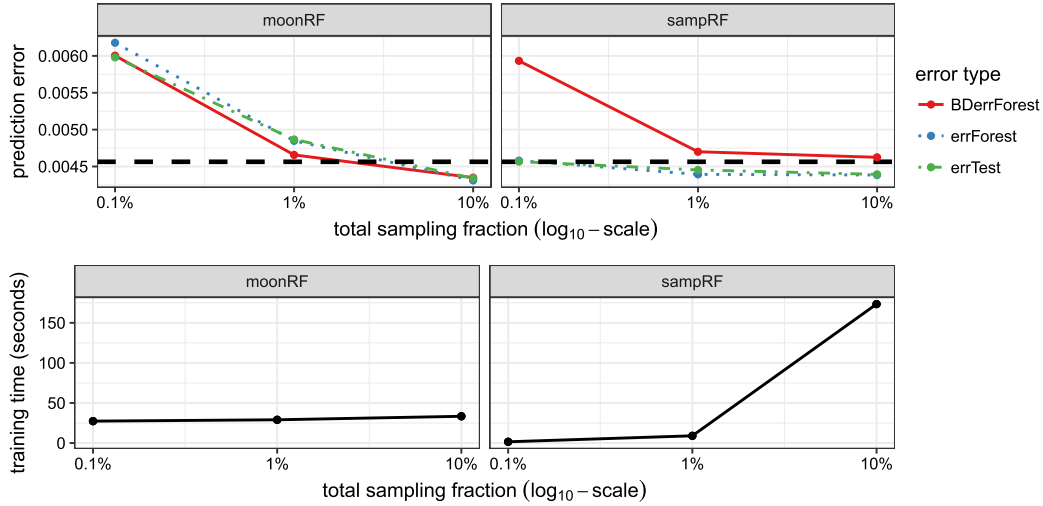 moonRF sampRF
prediction error
0.0060
0.0055
0.0050
0.0045
0.1% 1% 10% 0.1% 1% 10%
total sampling fraction (log₁₀ − scale)
error type
BDerrForest
errForest
errTest
moonRF sampRF
training time (seconds)
150
100
50
0
0.1% 1% 10% 0.1% 1% 10%
total sampling fraction (log₁₀ − scale)